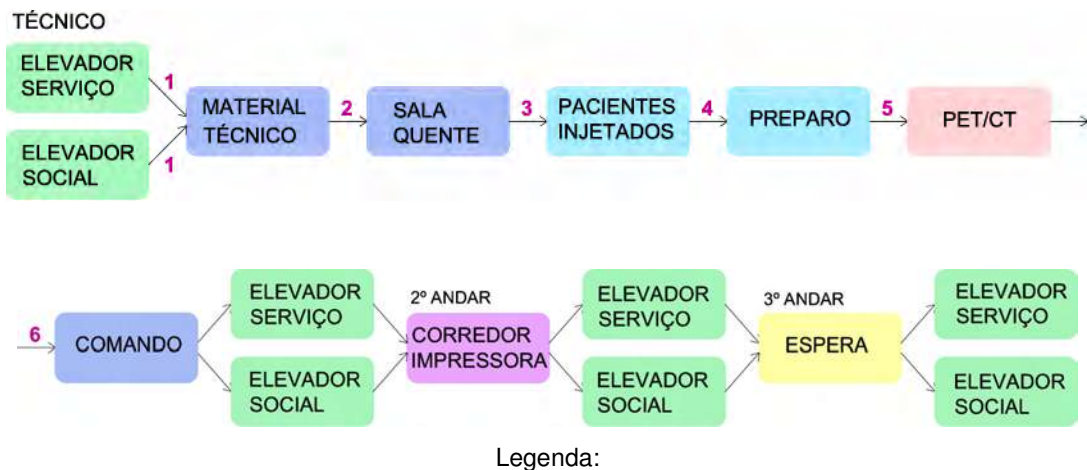 TÉCNICO
ELEVADOR
SERVIÇO
1
MATERIAL
TÉCNICO
2
SALA
QUENTE
3
PACIENTES
INJETADOS
4
PREPARO
5
PET/CT
ELEVADOR
SOCIAL
1
6
COMANDO
ELEVADOR
SERVIÇO
ELEVADOR
SOCIAL
2º ANDAR
CORREDOR
IMPRESSORA
ELEVADOR
SERVIÇO
ELEVADOR
SOCIAL
3º ANDAR
ESPERA
ELEVADOR
SERVIÇO
ELEVADOR
SOCIAL
Legenda: